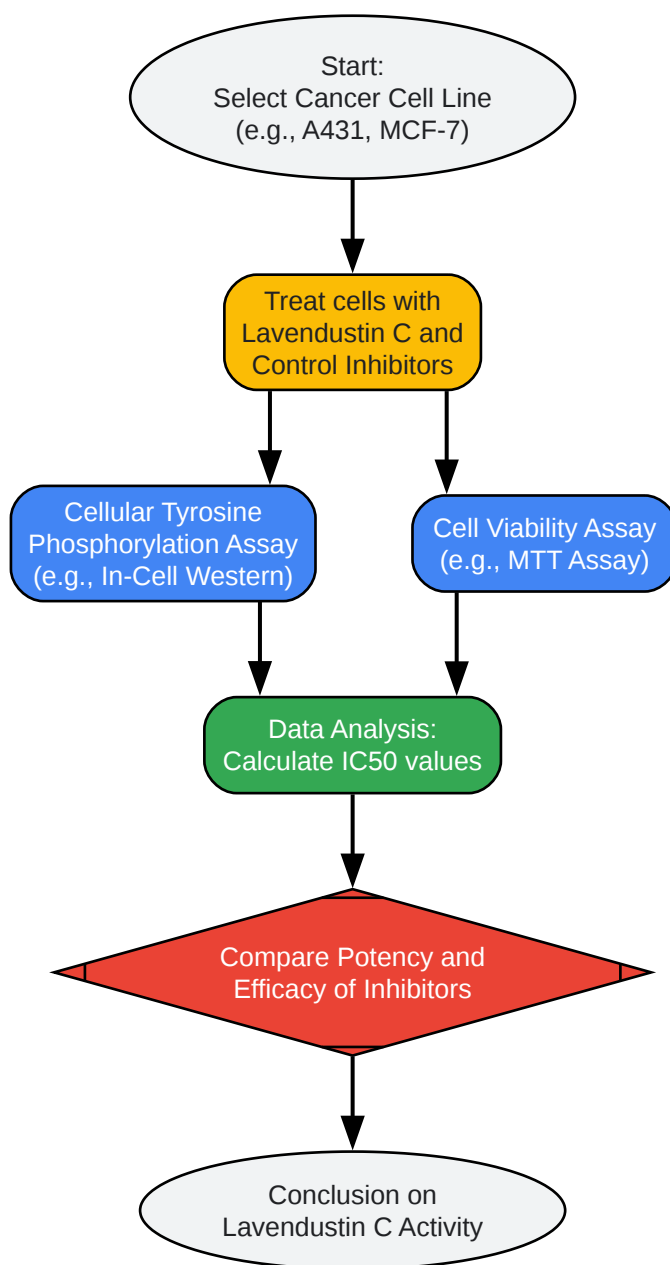 Start:
Select Cancer Cell Line
(e.g., A431, MCF-7)
Treat cells with
Lavendustin C and
Control Inhibitors
Cellular Tyrosine
Phosphorylation Assay
(e.g., In-Cell Western)
Cell Viability Assay
(e.g., MTT Assay)
Data Analysis:
Calculate IC50 values
Compare Potency and
Efficacy of Inhibitors
Conclusion on
Lavendustin C Activity